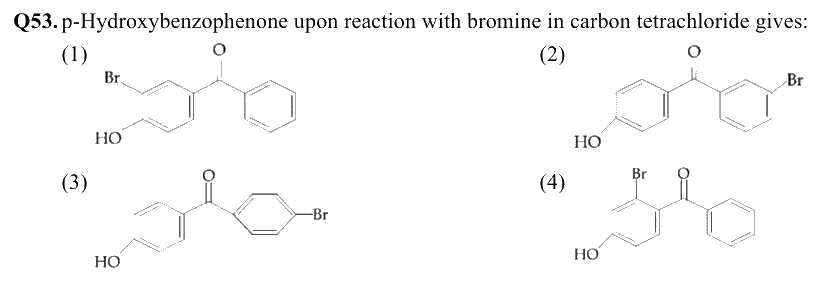 Q53. p-Hydroxybenzophenone upon reaction with bromine in carbon tetrachloride gives:
(1)
O
Br
HO
(2)
O
Br
HO
(3)
O
Br
HO
(4)
Br O
HO